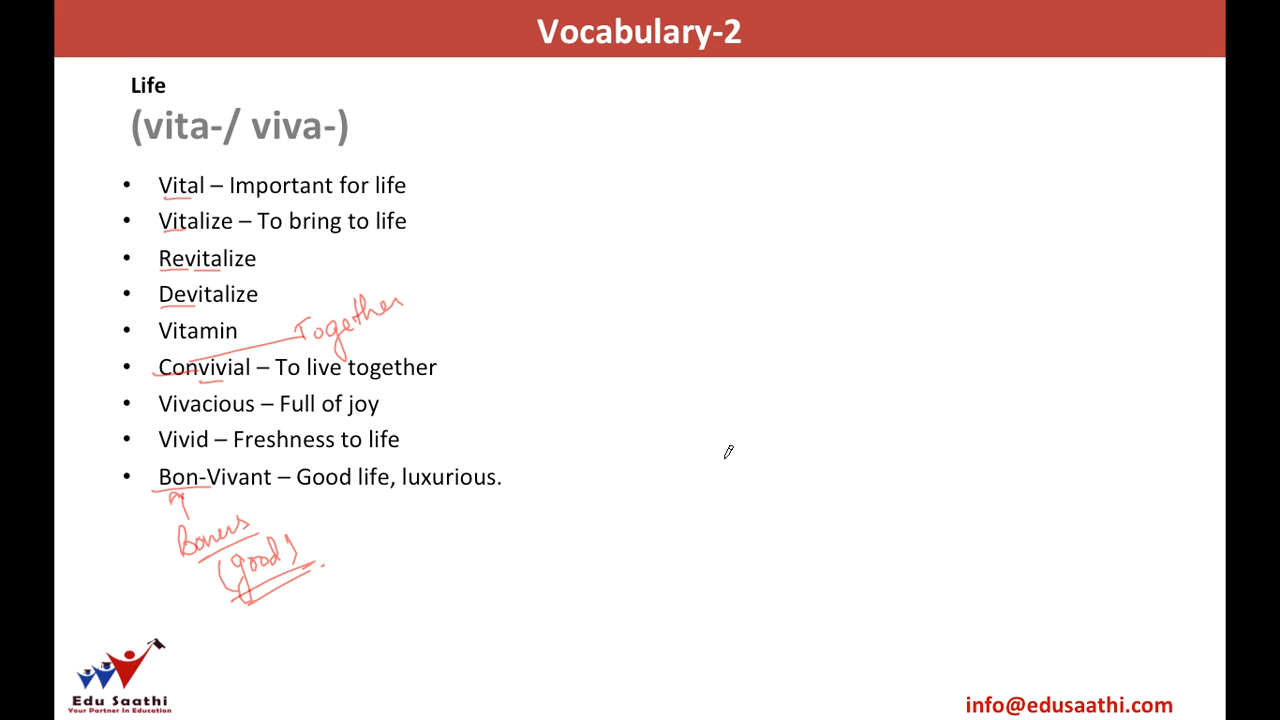 Vocabulary-2
Life
(vita-/ viva-)
• Vital – Important for life
• Vitalize – To bring to life
• Revitalize
• Devitalize
• Vitamin
Together
• Convivial – To live together
• Vivacious – Full of joy
• Vivid – Freshness to life
• Bon-Vivant – Good life, luxurious.
(good)
Edu Saathi
Your Partner In Education
info@edusaathi.com